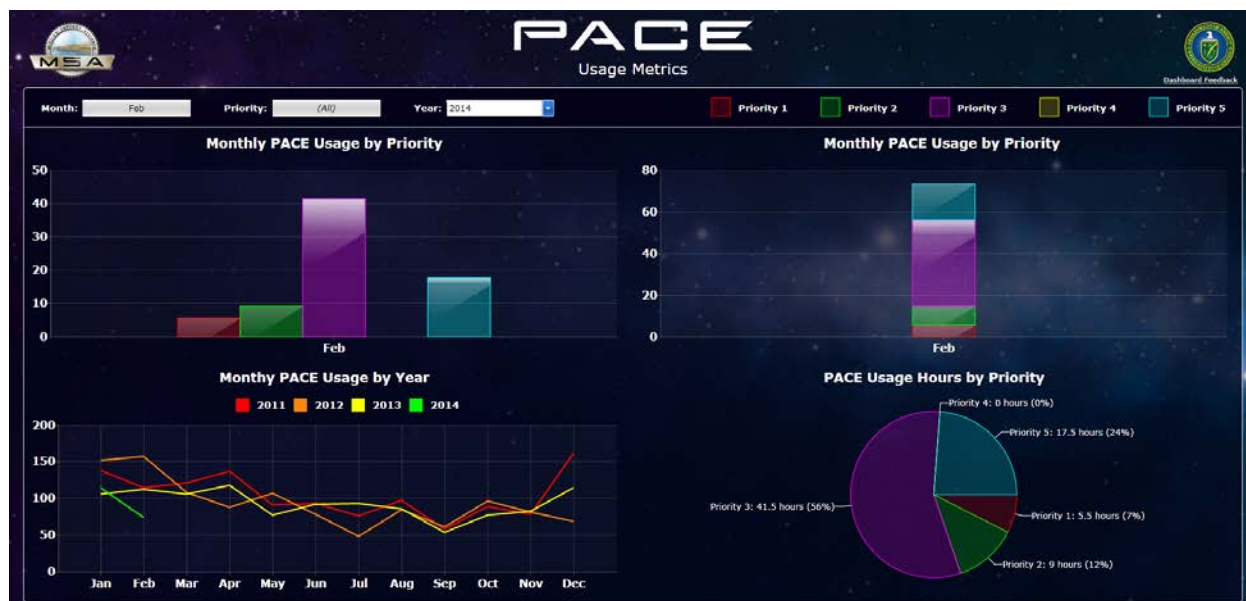 PACE
Usage Metrics
MSA
Dashboard Feedback
Month: Feb Priority: (All) Year: 2014 Priority 1 Priority 2 Priority 3 Priority 4 Priority 5
Monthly PACE Usage by Priority
50
40
30
20
10
0
Feb
Monthly PACE Usage by Priority
80
60
40
20
0
Feb
Monthy PACE Usage by Year
2011 2012 2013 2014
200
150
100
50
0
Jan Feb Mar Apr May Jun Jul Aug Sep Oct Nov Dec
PACE Usage Hours by Priority
Priority 4: 0 hours (0%)
Priority 5: 17.5 hours (24%)
Priority 3: 41.5 hours (56%)
Priority 1: 5.5 hours (7%)
Priority 2: 9 hours (12%)